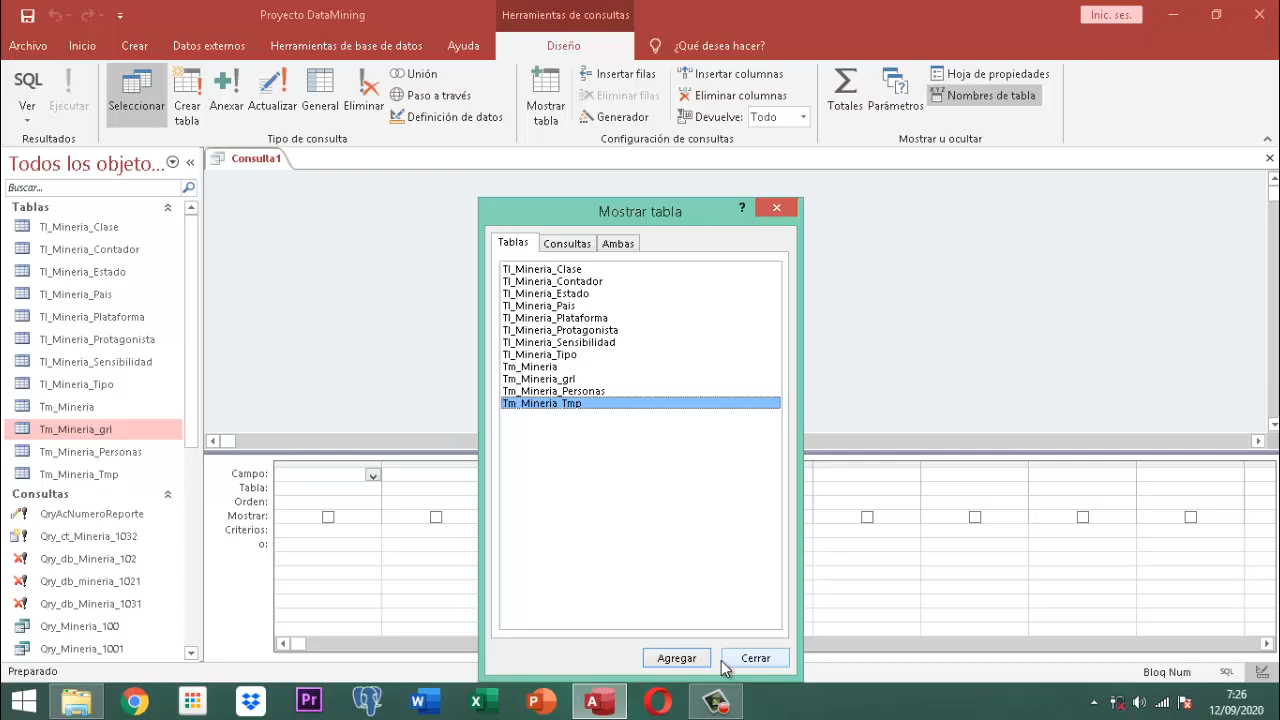 Proyecto DataMining
Herramientas de consultas
Inic. ses.
Archivo Inicio Crear Datos externos Herramientas de base de datos Ayuda Diseño ¿Qué desea hacer?
SQL
Ver
Ejecutar
Resultados
Seleccionar
Crear
tabla
Anexar
Actualizar
General
Eliminar
Unión
Paso a través
Definición de datos
Tipo de consulta
Mostrar
tabla
Insertar filas
Eliminar filas
Generador
Insertar columnas
Eliminar columnas
Devuelve: Todo
Configuración de consultas
Totales
Parámetros
Hoja de propiedades
XYZ Nombres de tabla
Mostrar u ocultar
Todos los objeto...
Buscar...
Tablas
Tl_Mineria_Clase
Tl_Mineria_Contador
Tl_Mineria_Estado
Tl_Mineria_Pais
Tl_Mineria_Plataforma
Tl_Mineria_Protagonista
Tl_Mineria_Sensibilidad
Tl_Mineria_Tipo
Tm_Mineria
Tm_Mineria_grl
Tm_Mineria_Personas
Tm_Mineria_Tmp
Consultas
QryAcNumeroReporte
Qry_ct_Mineria_1032
Qry_db_Mineria_102
Qry_db_mineria_1021
Qry_db_Mineria_1031
Qry_Mineria_100
Qry_Mineria_1001
Consulta1
Mostrar tabla
?
Tablas Consultas Ambas
Tl_Mineria_Clase
Tl_Mineria_Contador
Tl_Mineria_Estado
Tl_Mineria_Pais
Tl_Mineria_Plataforma
Tl_Mineria_Protagonista
Tl_Mineria_Sensibilidad
Tl_Mineria_Tipo
Tm_Mineria
Tm_Mineria_grl
Tm_Mineria_Personas
Tm_Mineria_Tmp
Agregar Cerrar
Campo:
Tabla:
Orden:
Mostrar:
Criterios:
o:
Preparado
Bloq Num
SQL
Pr
W
X
P
A
7:26
12/09/2020